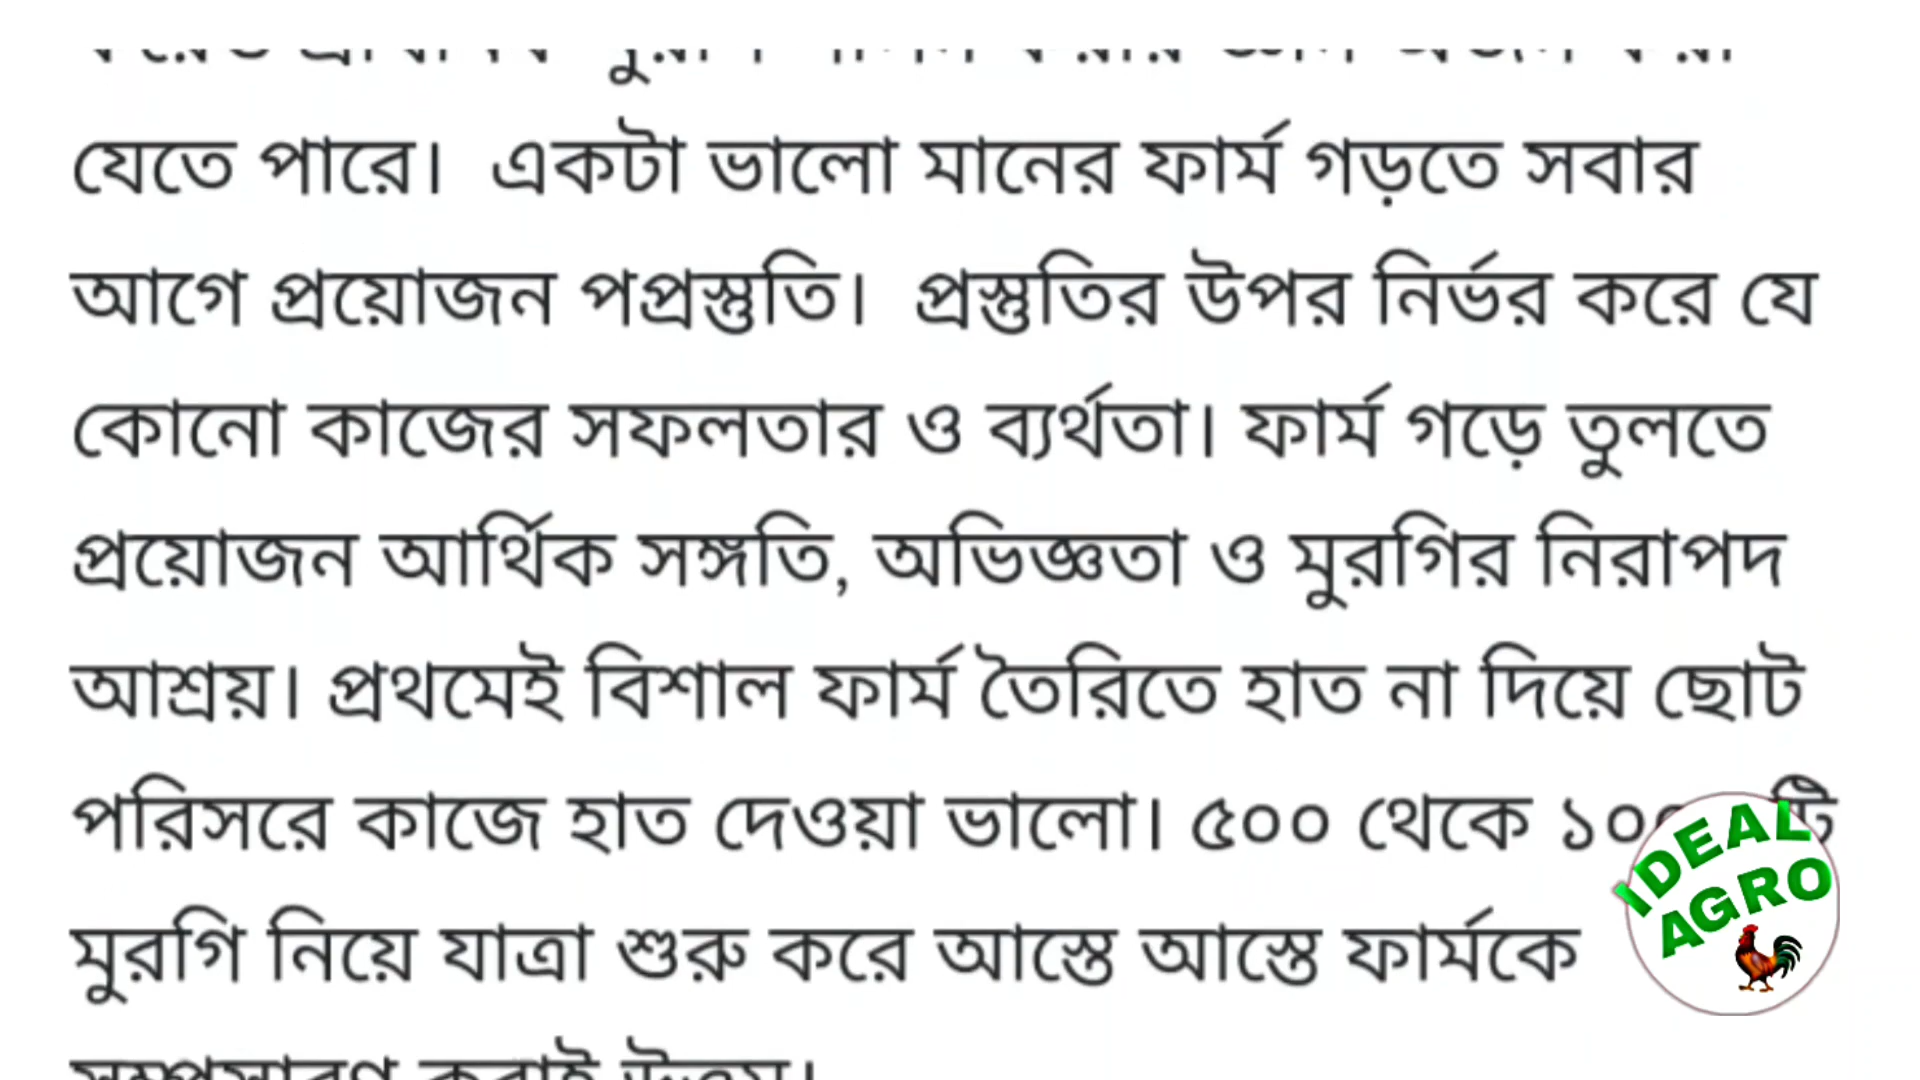 যেতে পারে। একটা ভালো মানের ফার্ম গড়তে সবার
আগে প্রয়োজন পপ্রস্তুতি। প্রস্তুতির উপর নির্ভর করে যে
কোনো কাজের সফলতার ও ব্যর্থতা। ফার্ম গড়ে তুলতে
প্রয়োজন আর্থিক সঙ্গতি, অভিজ্ঞতা ও মুরগির নিরাপদ
আশ্রয়। প্রথমেই বিশাল ফার্ম তৈরিতে হাত না দিয়ে ছোট
পরিসরে কাজে হাত দেওয়া ভালো। ৫০০ থেকে
মুরগি নিয়ে যাত্রা শুরু করে আস্তে আস্তে ফার্মকে
IDEAL
AGRO